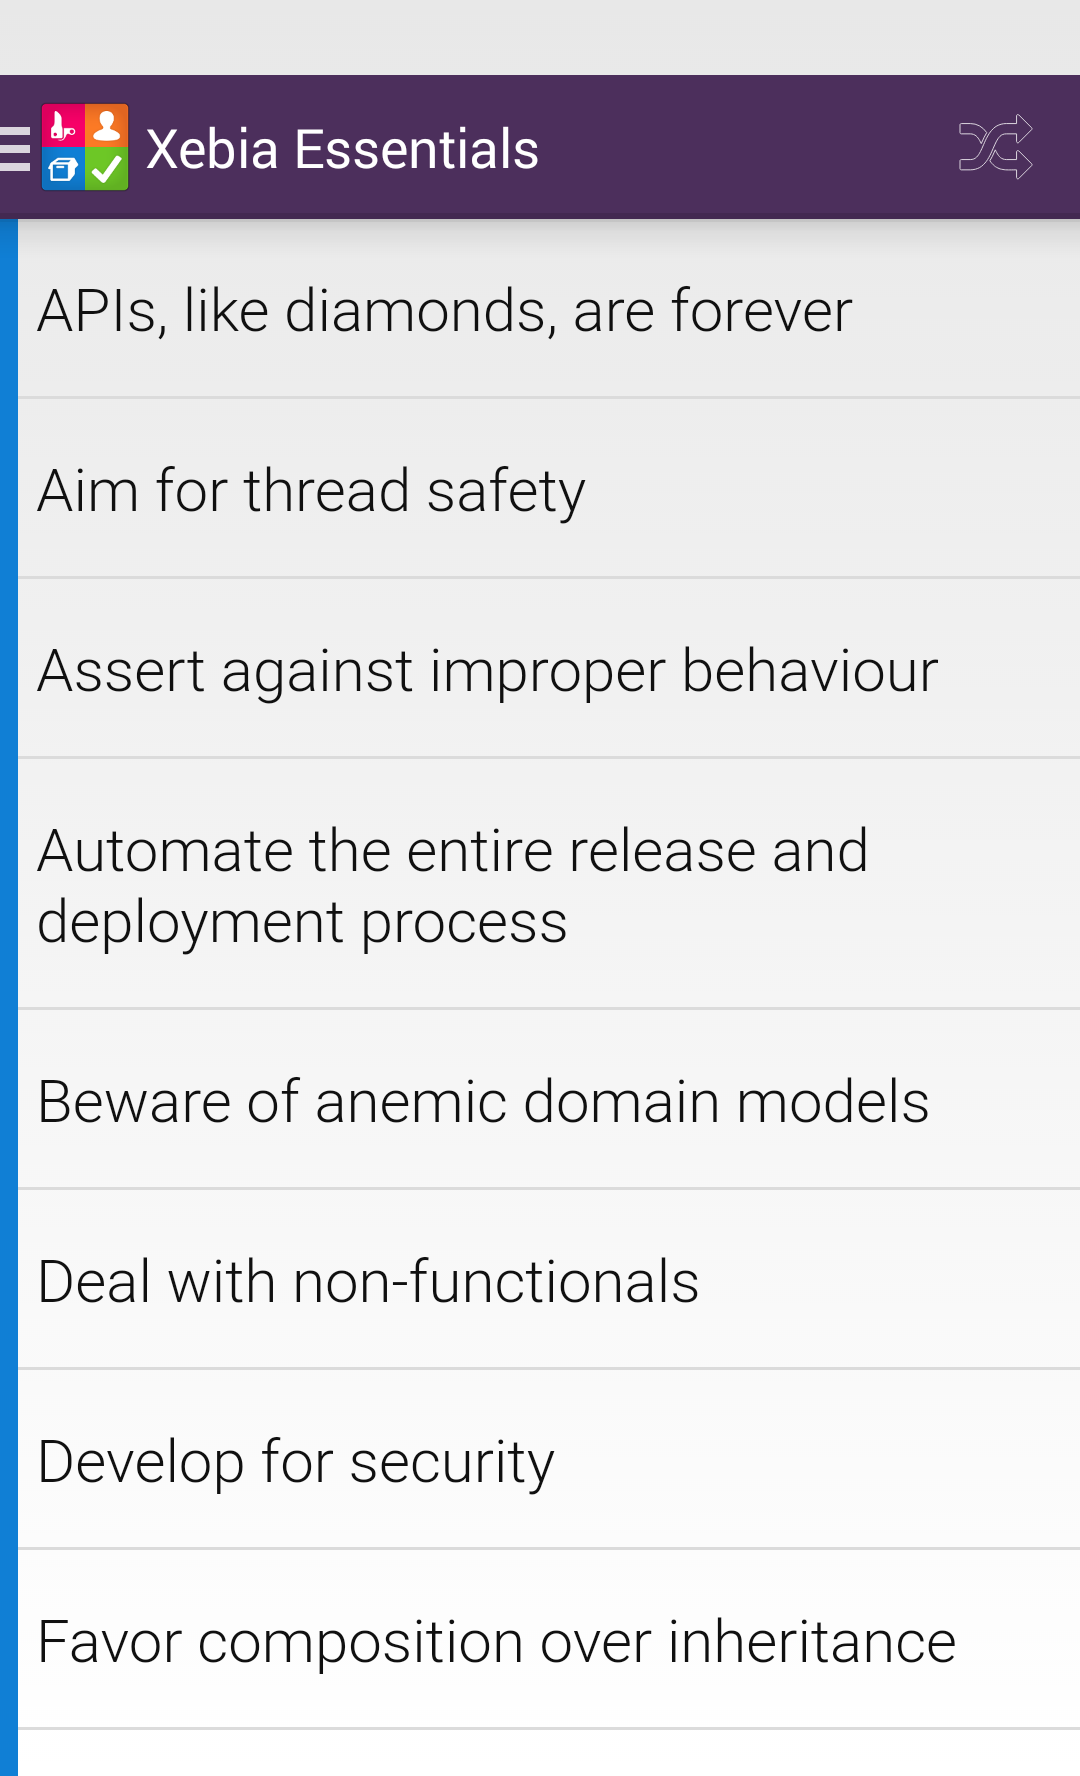 Xebia Essentials
APIs, like diamonds, are forever
Aim for thread safety
Assert against improper behaviour
Automate the entire release and
deployment process
Beware of anemic domain models
Deal with non-functionals
Develop for security
Favor composition over inheritance